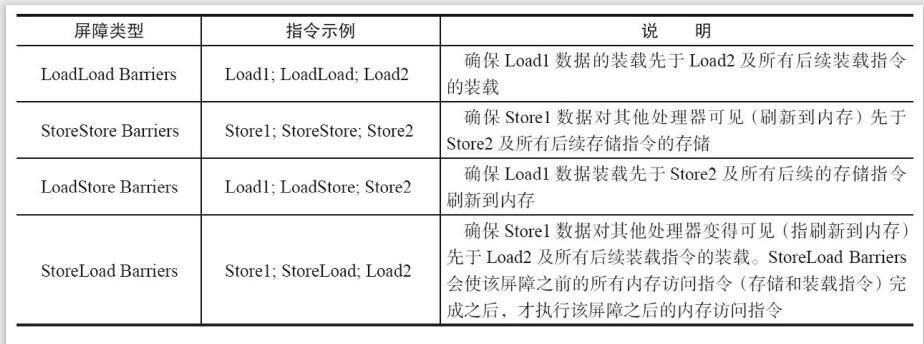 屏障类型 指令示例 说 明
LoadLoad Barriers Load1; LoadLoad; Load2 确保 Load1 数据的装载先于 Load2 及所有后续装载指令
的装载
StoreStore Barriers Store1; StoreStore; Store2 确保 Store1 数据对其他处理器可见（刷新到内存）先于
Store2 及所有后续存储指令的存储
LoadStore Barriers Load1; LoadStore; Store2 确保 Load1 数据装载先于 Store2 及所有后续的存储指令
刷新到内存
StoreLoad Barriers Store1; StoreLoad; Load2 确保 Store1 数据对其他处理器变得可见（指刷新到内存）
先于 Load2 及所有后续装载指令的装载。StoreLoad Barriers
会使该屏障之前的所有内存访问指令（存储和装载指令）完
成之后，才执行该屏障之后的内存访问指令